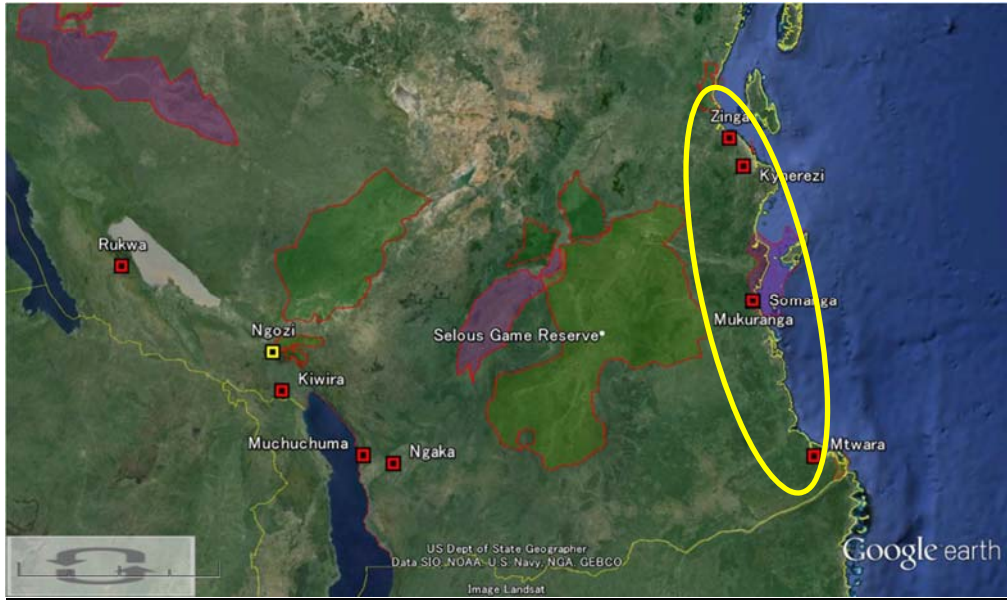 Zinga
Kynerezi
Rukwa
Somanga
Mukuranga
Ngozi
Selous Game Reserve
Kiwira
Muchuchuma
Ngaka
Mtwara
US Dept of State Geographer
Data SIO, NOAA, U.S. Navy, NGA, GEBCO
Image Landsat
Google earth